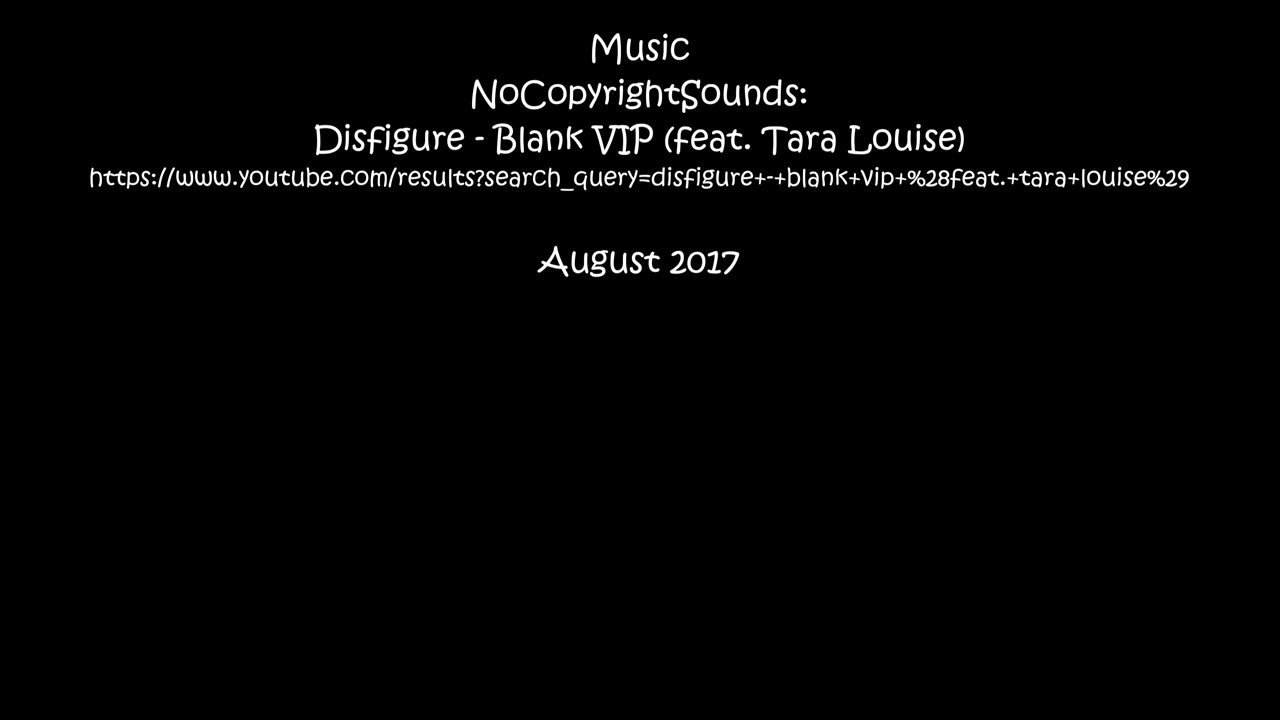 Music
NoCopyrightSounds:
Disfigure - Blank VIP (feat. Tara Louise)
https://www.youtube.com/results?search_query=disfigure+-+blank+vip+%28feat.+tara+louise%29
August 2017